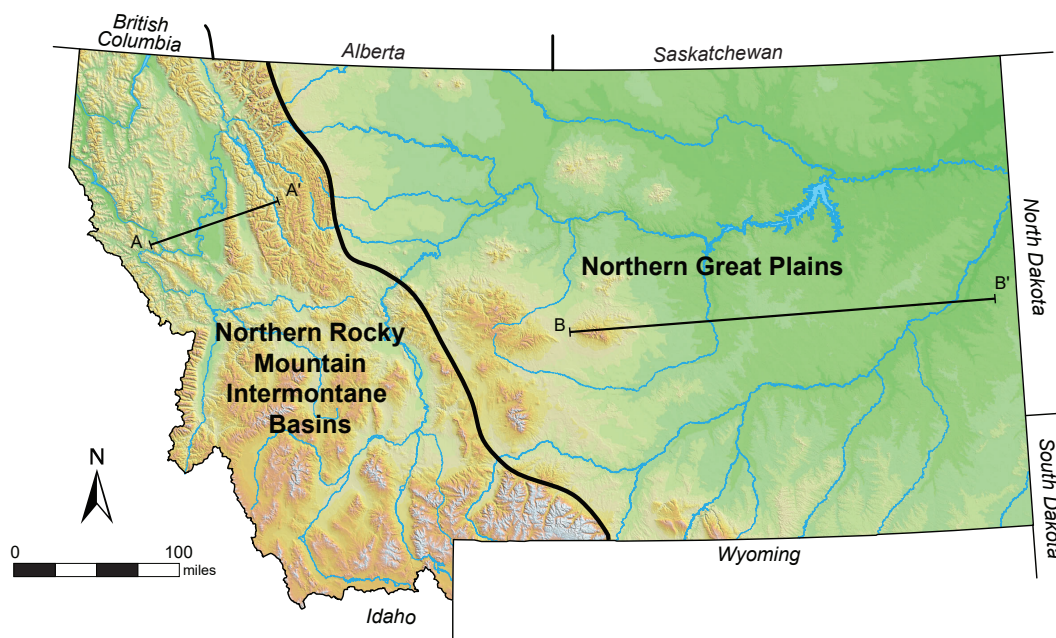 British
Columbia
Alberta
Saskatchewan
A
A'
Northern Great Plains
B
B'
North Dakota
Northern Rocky
Mountain
Intermontane
Basins
N
South Dakota
0
100
miles
Wyoming
Idaho